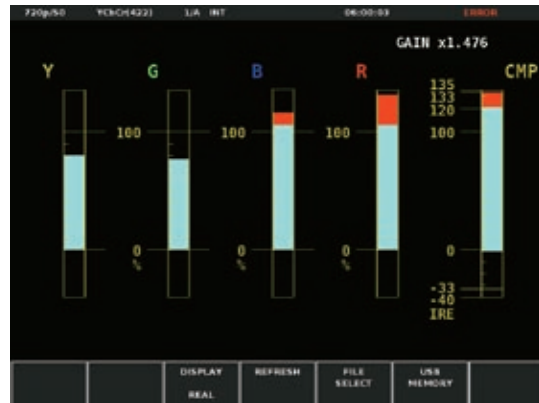 720p/50 YCbCr(422) 1/A INT 06:00:03 ERROR
GAIN x1.476
Y G B R CMP
135
133
120
100 100 100 100
0 0 0 0
% % %
-33
-40
IRE
DISPLAY REFRESH FILE SELECT USB MEMORY
REAL